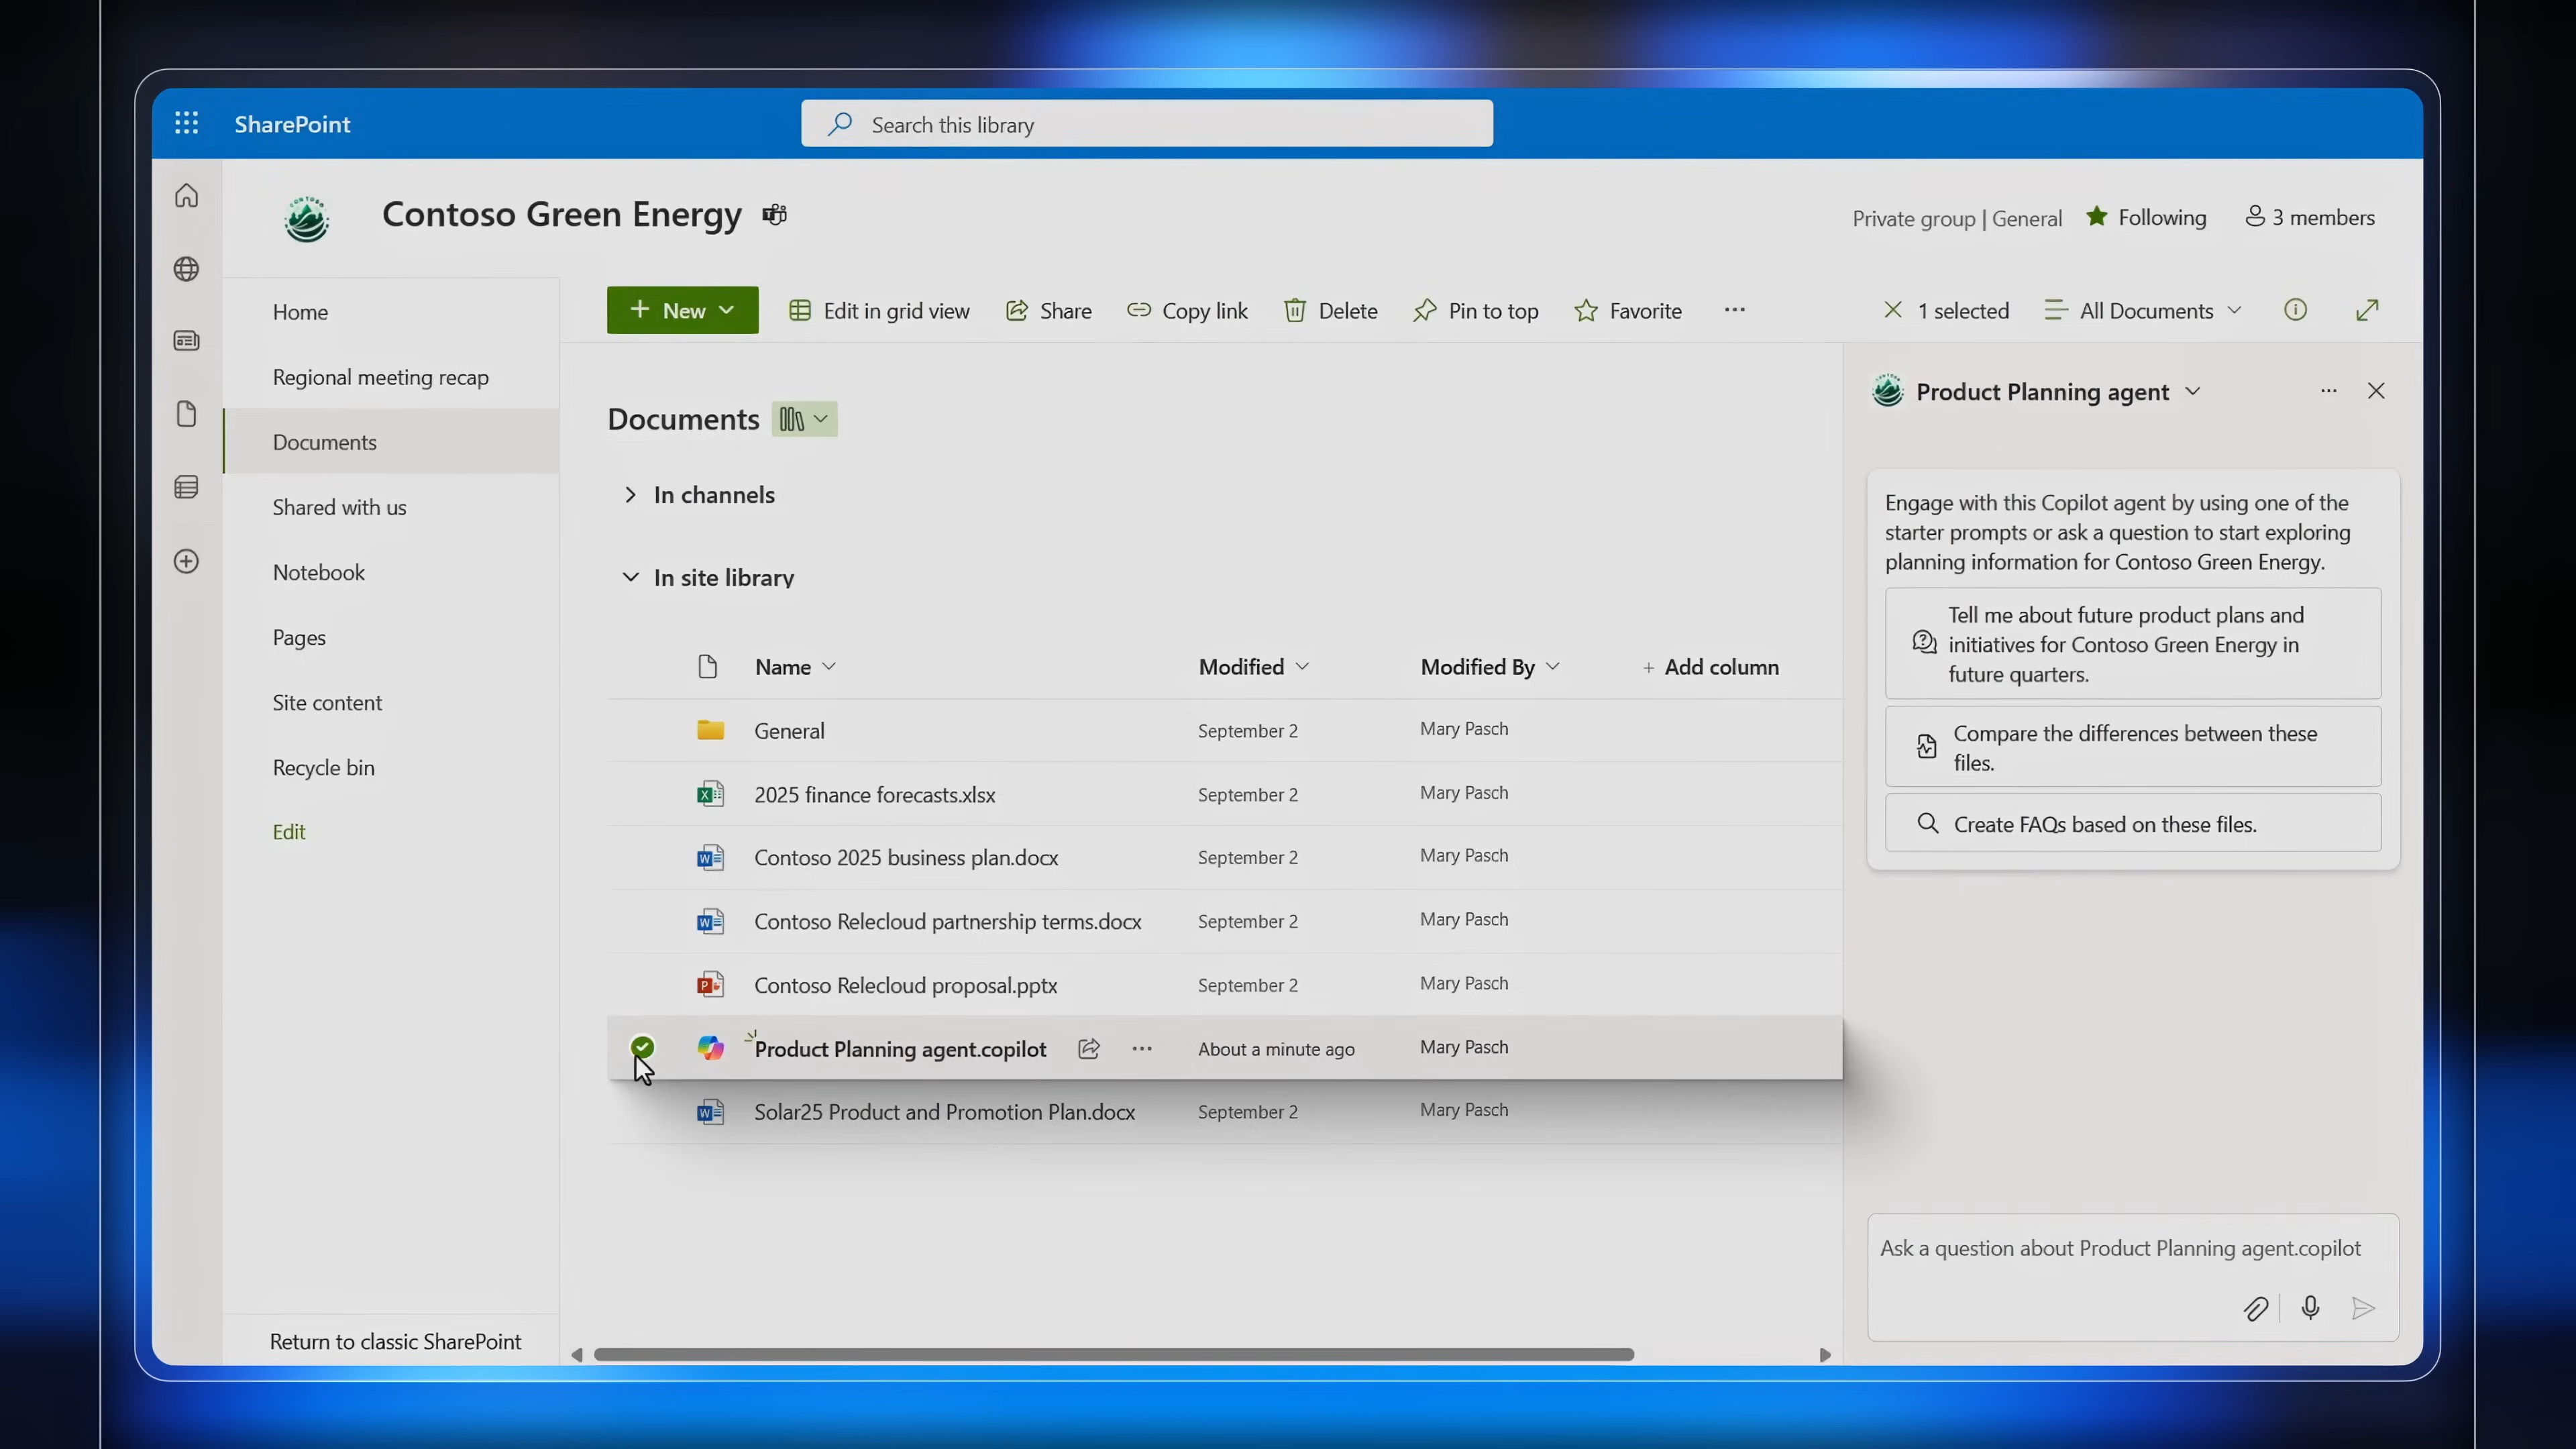 SharePoint
Search this library
CONTOSO
Contoso Green Energy
Private group | General
Following
3 members
Home
Regional meeting recap
Documents
Shared with us
Notebook
Pages
Site content
Recycle bin
Edit
Return to classic SharePoint
New
Edit in grid view
Share
Copy link
Delete
Pin to top
Favorite
1 selected
All Documents
Documents
In channels
In site library
Name
Modified
Modified By
+ Add column
General September 2 Mary Pasch
2025 finance forecasts.xlsx September 2 Mary Pasch
Contoso 2025 business plan.docx September 2 Mary Pasch
Contoso Relecloud partnership terms.docx September 2 Mary Pasch
Contoso Relecloud proposal.pptx September 2 Mary Pasch
Product Planning agent.copilot About a minute ago Mary Pasch
Solar25 Product and Promotion Plan.docx September 2 Mary Pasch
Product Planning agent
Engage with this Copilot agent by using one of the
starter prompts or ask a question to start exploring
planning information for Contoso Green Energy.
Tell me about future product plans and
initiatives for Contoso Green Energy in
future quarters.
Compare the differences between these
files.
Create FAQs based on these files.
Ask a question about Product Planning agent.copilot